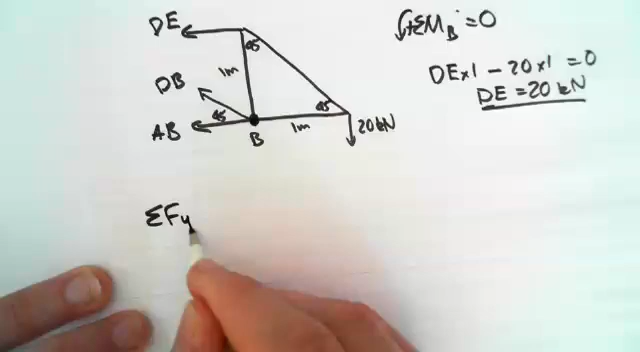 DE
45
1m
DB
45
AB
B
1m
45
20kN
+ΣM_B = 0
DE×1 - 20×1 = 0
DE = 20 kN
ΣFy